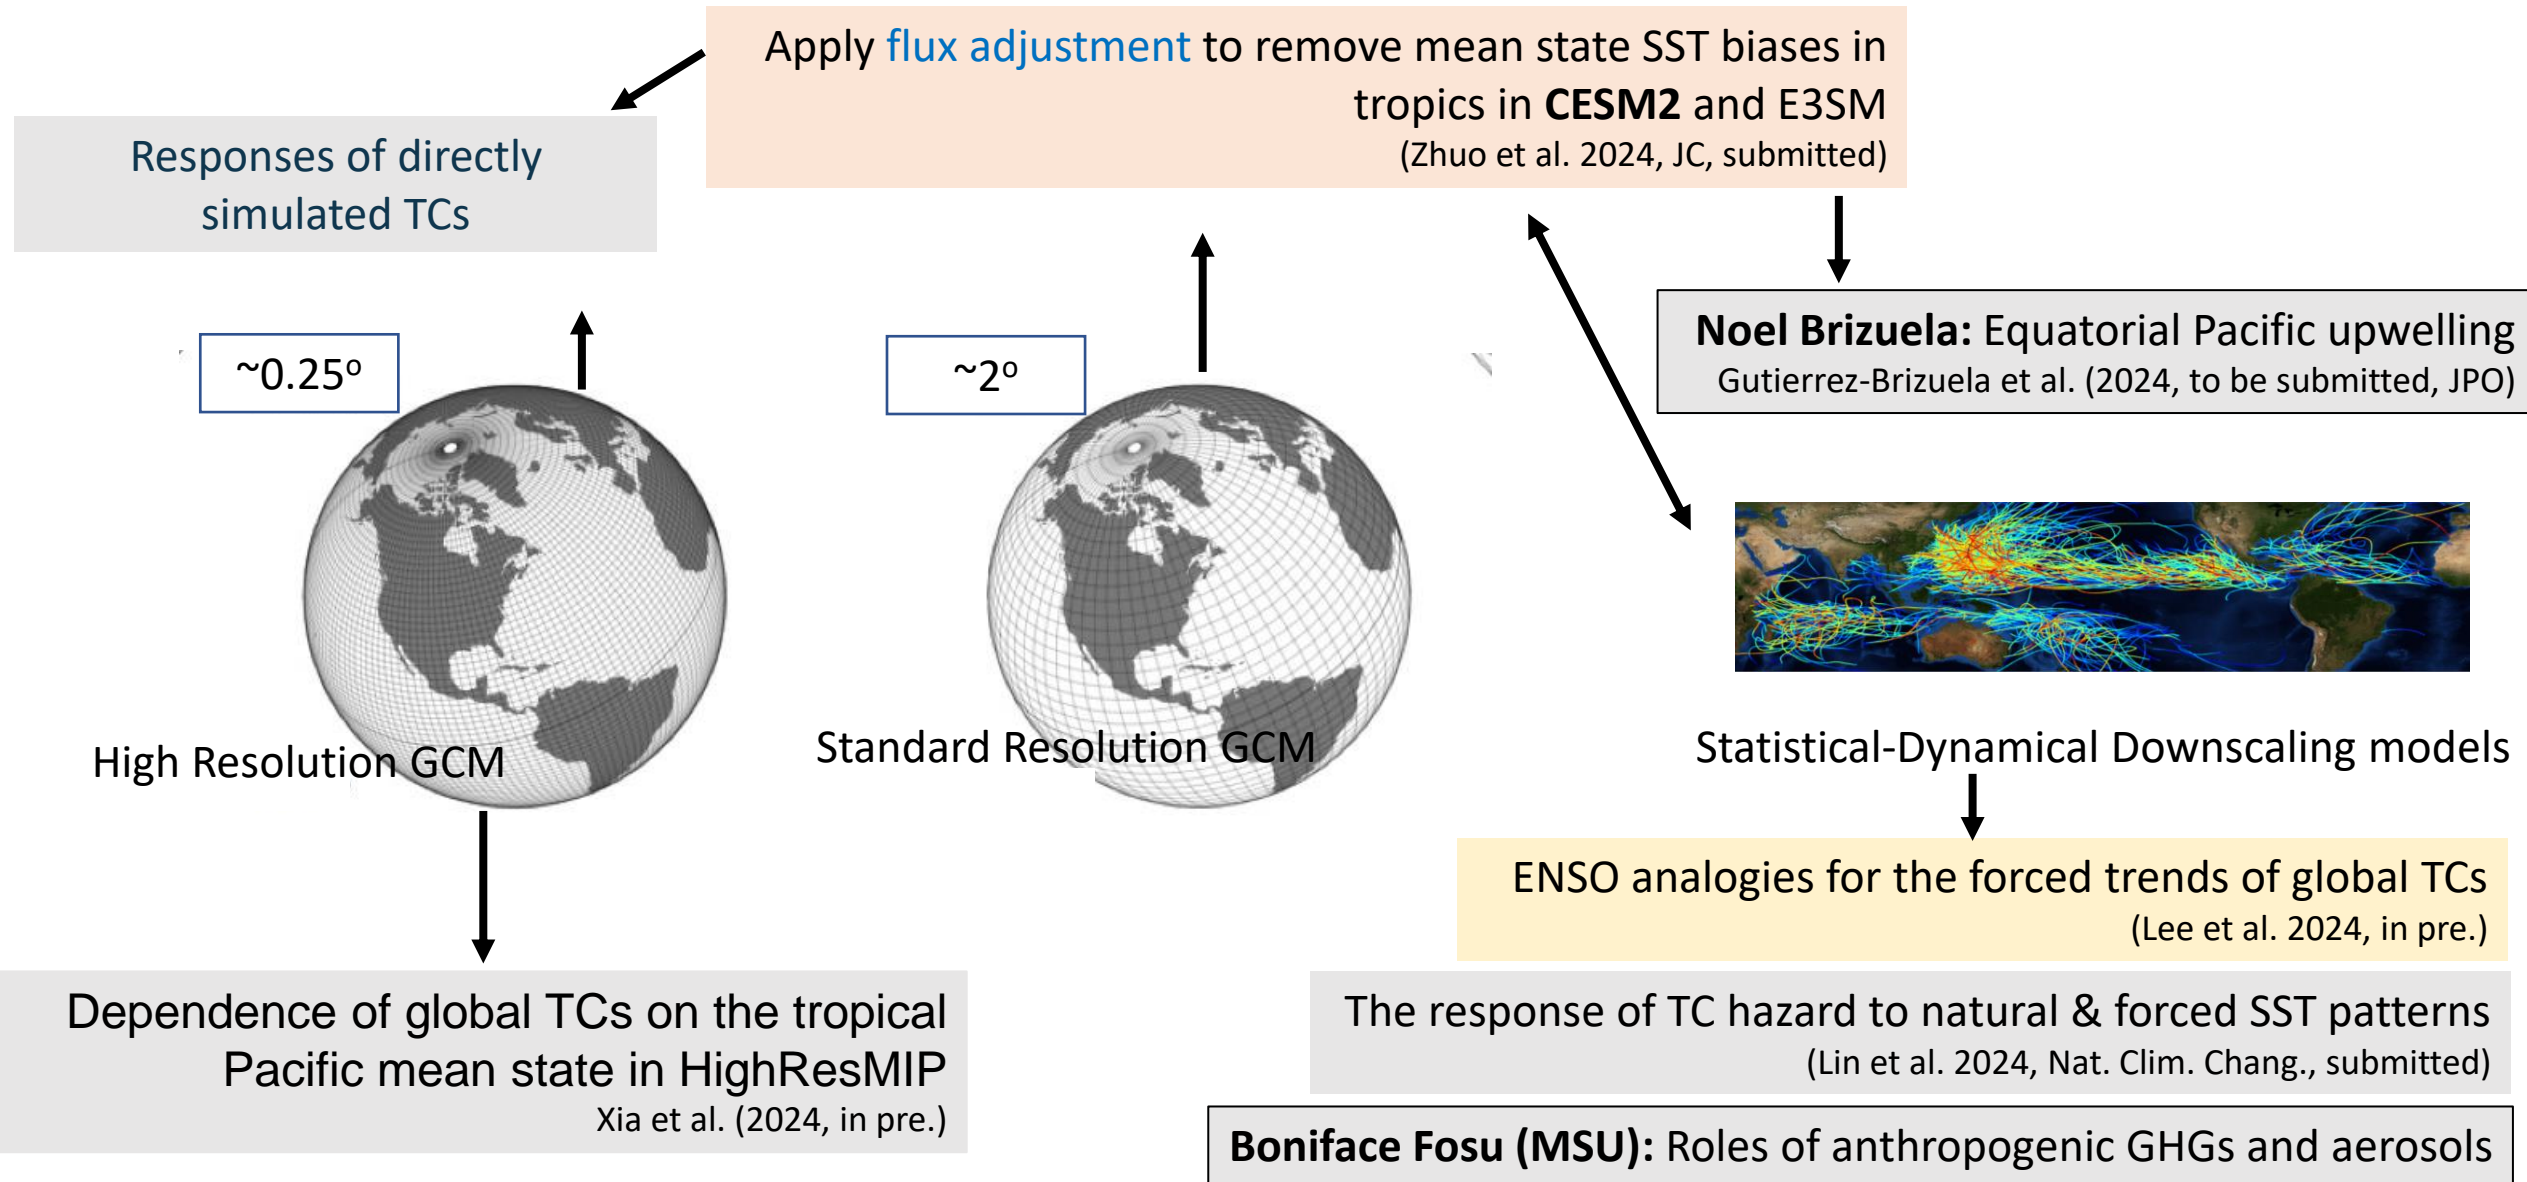 Apply flux adjustment to remove mean state SST biases in
tropics in CESM2 and E3SM
(Zhuo et al. 2024, JC, submitted)
Responses of directly
simulated TCs
~0.25º
~2º
Noel Brizuela: Equatorial Pacific upwelling
Gutierrez-Brizuela et al. (2024, to be submitted, JPO)
High Resolution GCM
Standard Resolution GCM
Statistical-Dynamical Downscaling models
ENSO analogies for the forced trends of global TCs
(Lee et al. 2024, in pre.)
Dependence of global TCs on the tropical
Pacific mean state in HighResMIP
Xia et al. (2024, in pre.)
The response of TC hazard to natural & forced SST patterns
(Lin et al. 2024, Nat. Clim. Chang., submitted)
Boniface Fosu (MSU): Roles of anthropogenic GHGs and aerosols